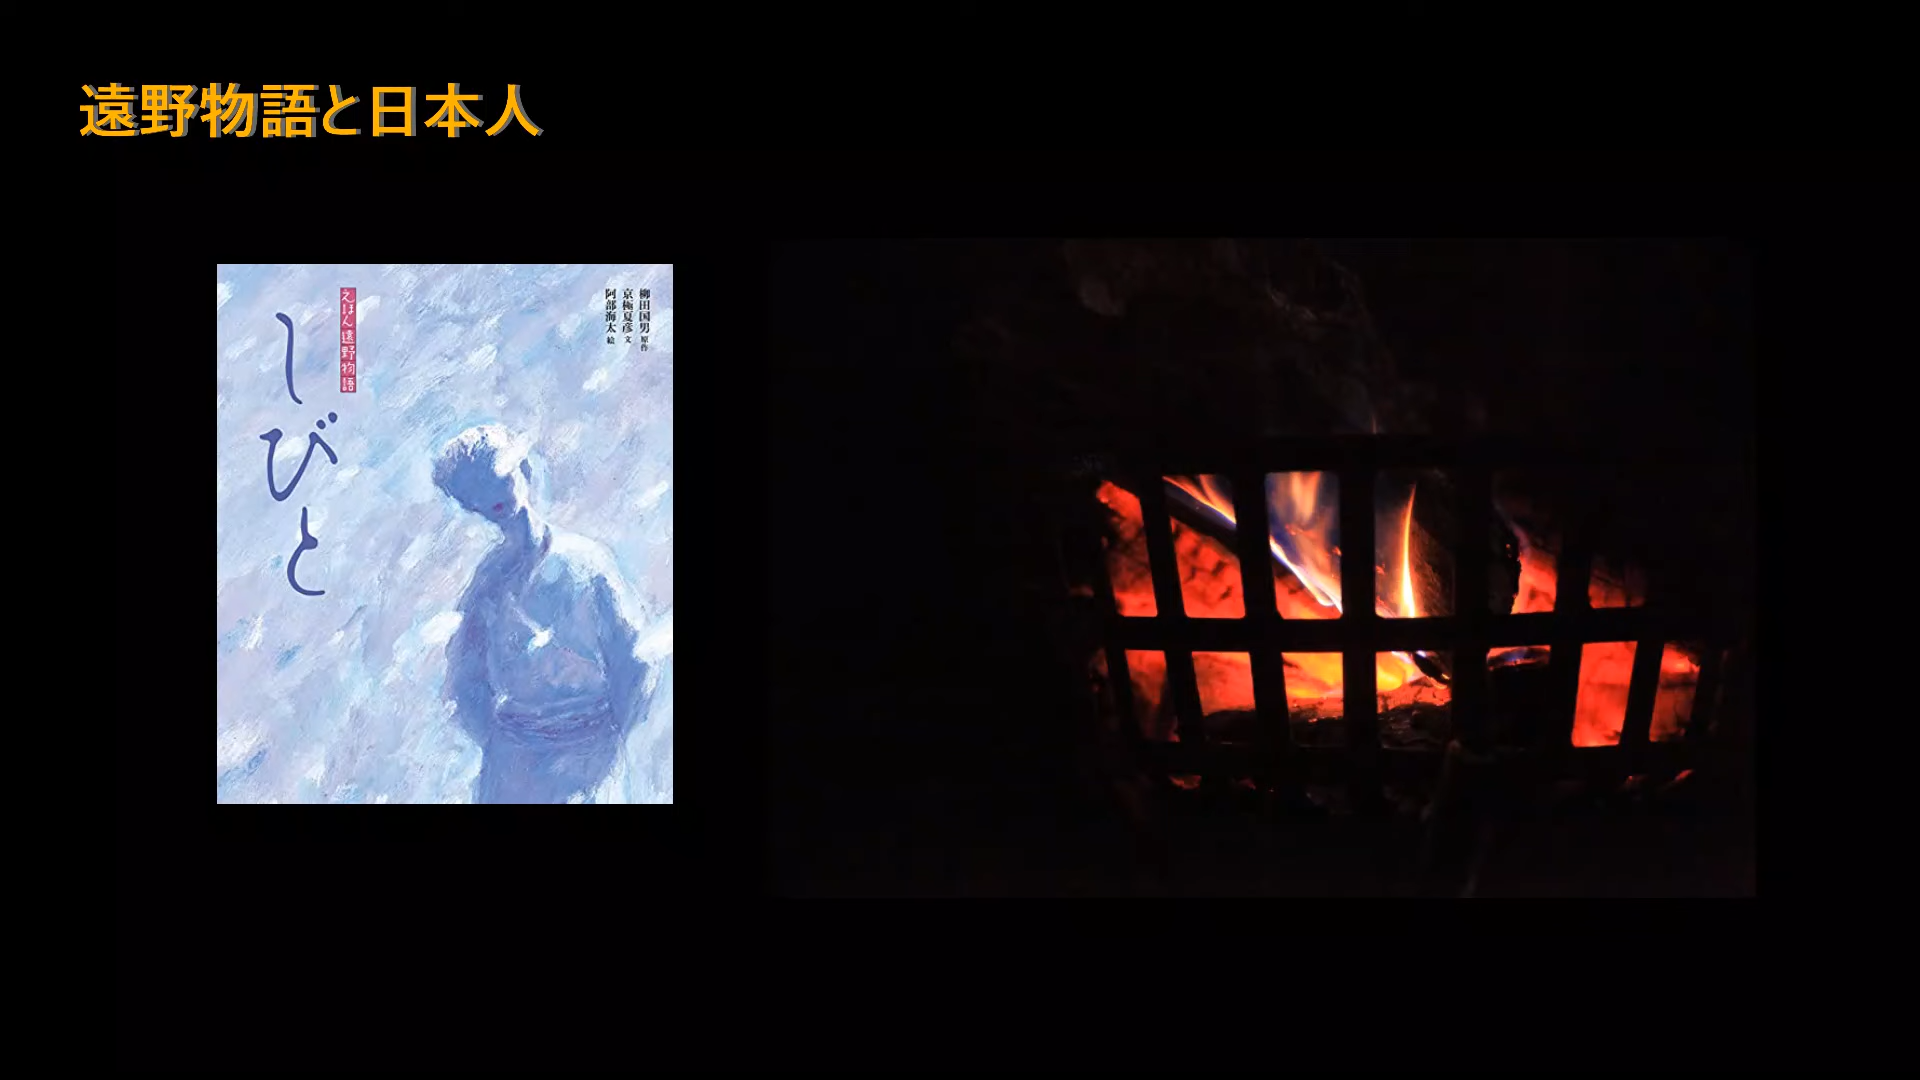 遠野物語と日本人
柳田国男 原作
京極夏彦 文
阿部海太 絵
えほん遠野物語
しびと